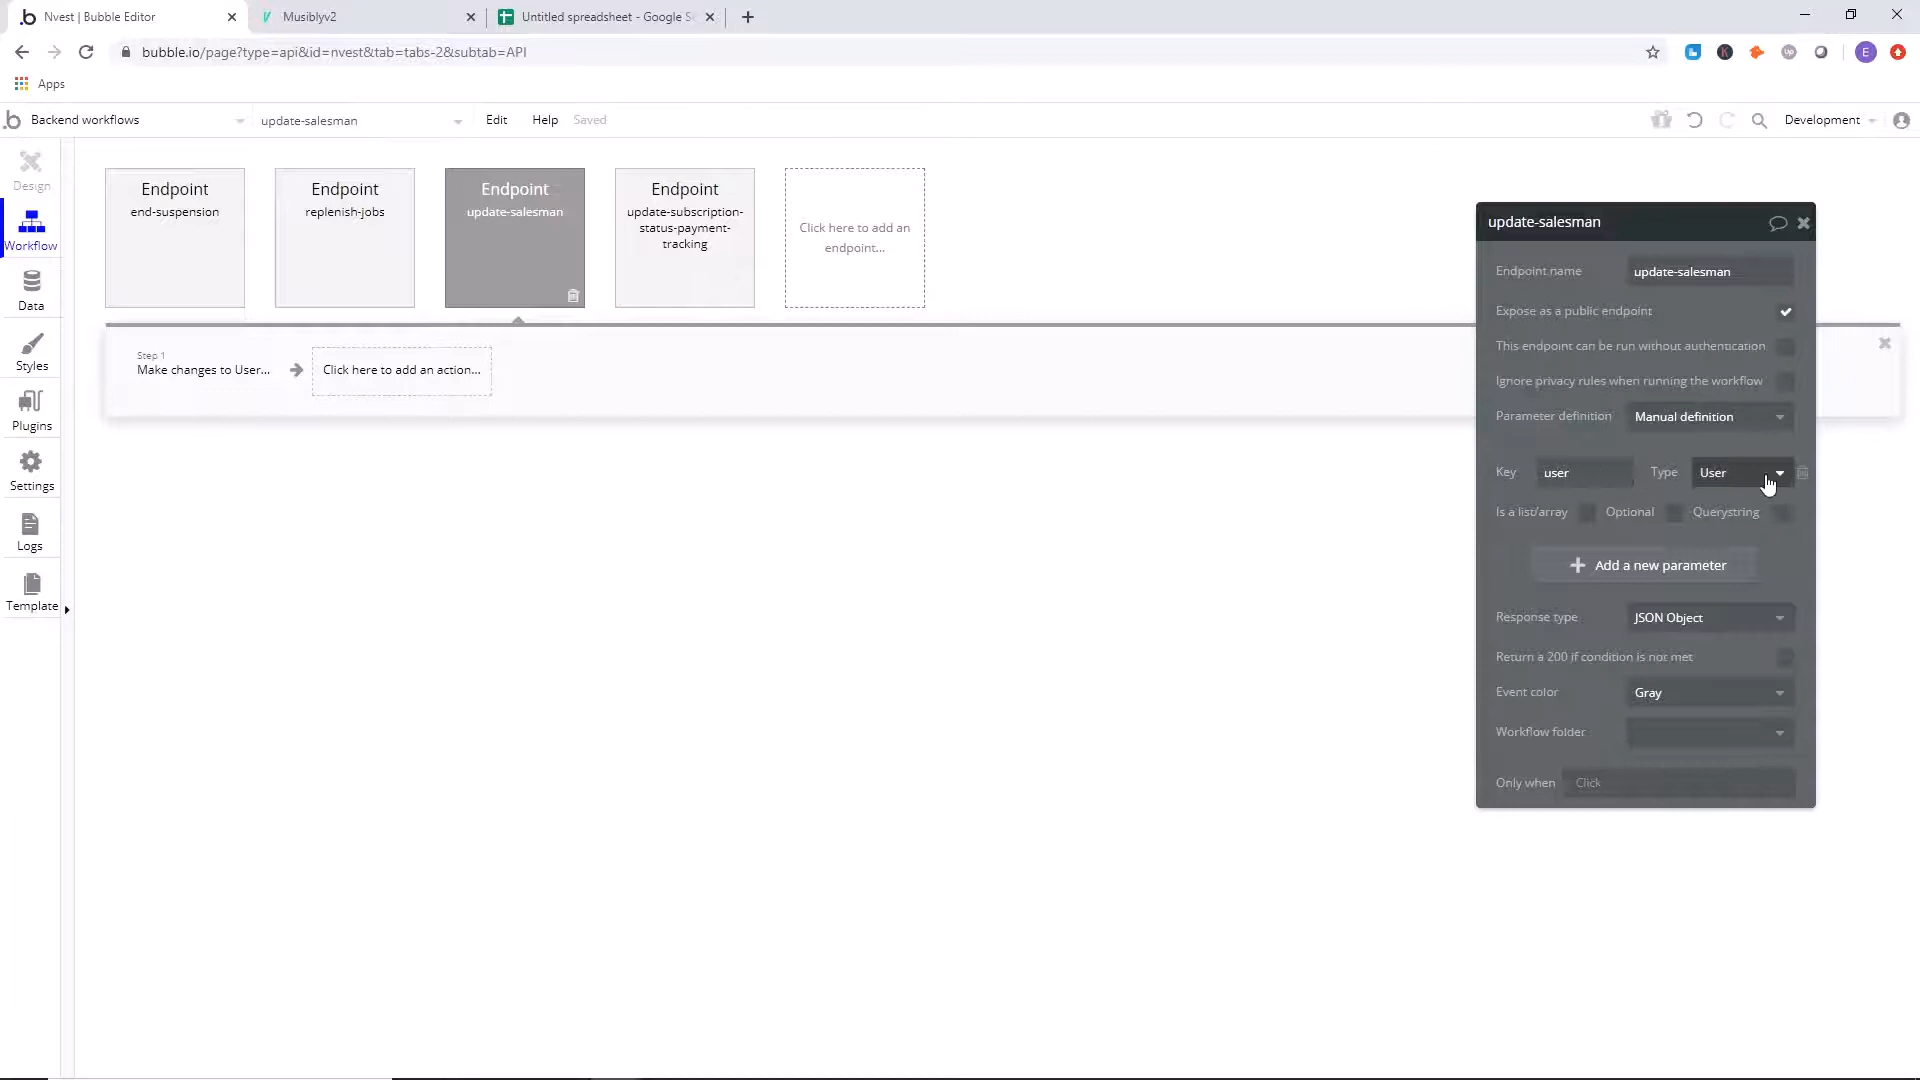 Nvest | Bubble Editor
Musiblyv2
Untitled spreadsheet - Google S
bubble.io/page?type=api&id=nvest&tab=tabs-2&subtab=API
Apps
Backend workflows
update-salesman
Edit
Help
Saved
Development
Design
Workflow
Data
Styles
Plugins
Settings
Logs
Template
Endpoint
end-suspension
Endpoint
replenish-jobs
Endpoint
update-salesman
Endpoint
update-subscription-
status-payment-
tracking
Click here to add an
endpoint...
Step 1
Make changes to User...
Click here to add an action...
update-salesman
Endpoint name update-salesman
Expose as a public endpoint
This endpoint can be run without authentication
Ignore privacy rules when running the workflow
Parameter definition Manual definition
Key user Type User
Is a list/array Optional Querystring
Add a new parameter
Response type JSON Object
Return a 200 if condition is not met
Event color Gray
Workflow folder
Only when Click